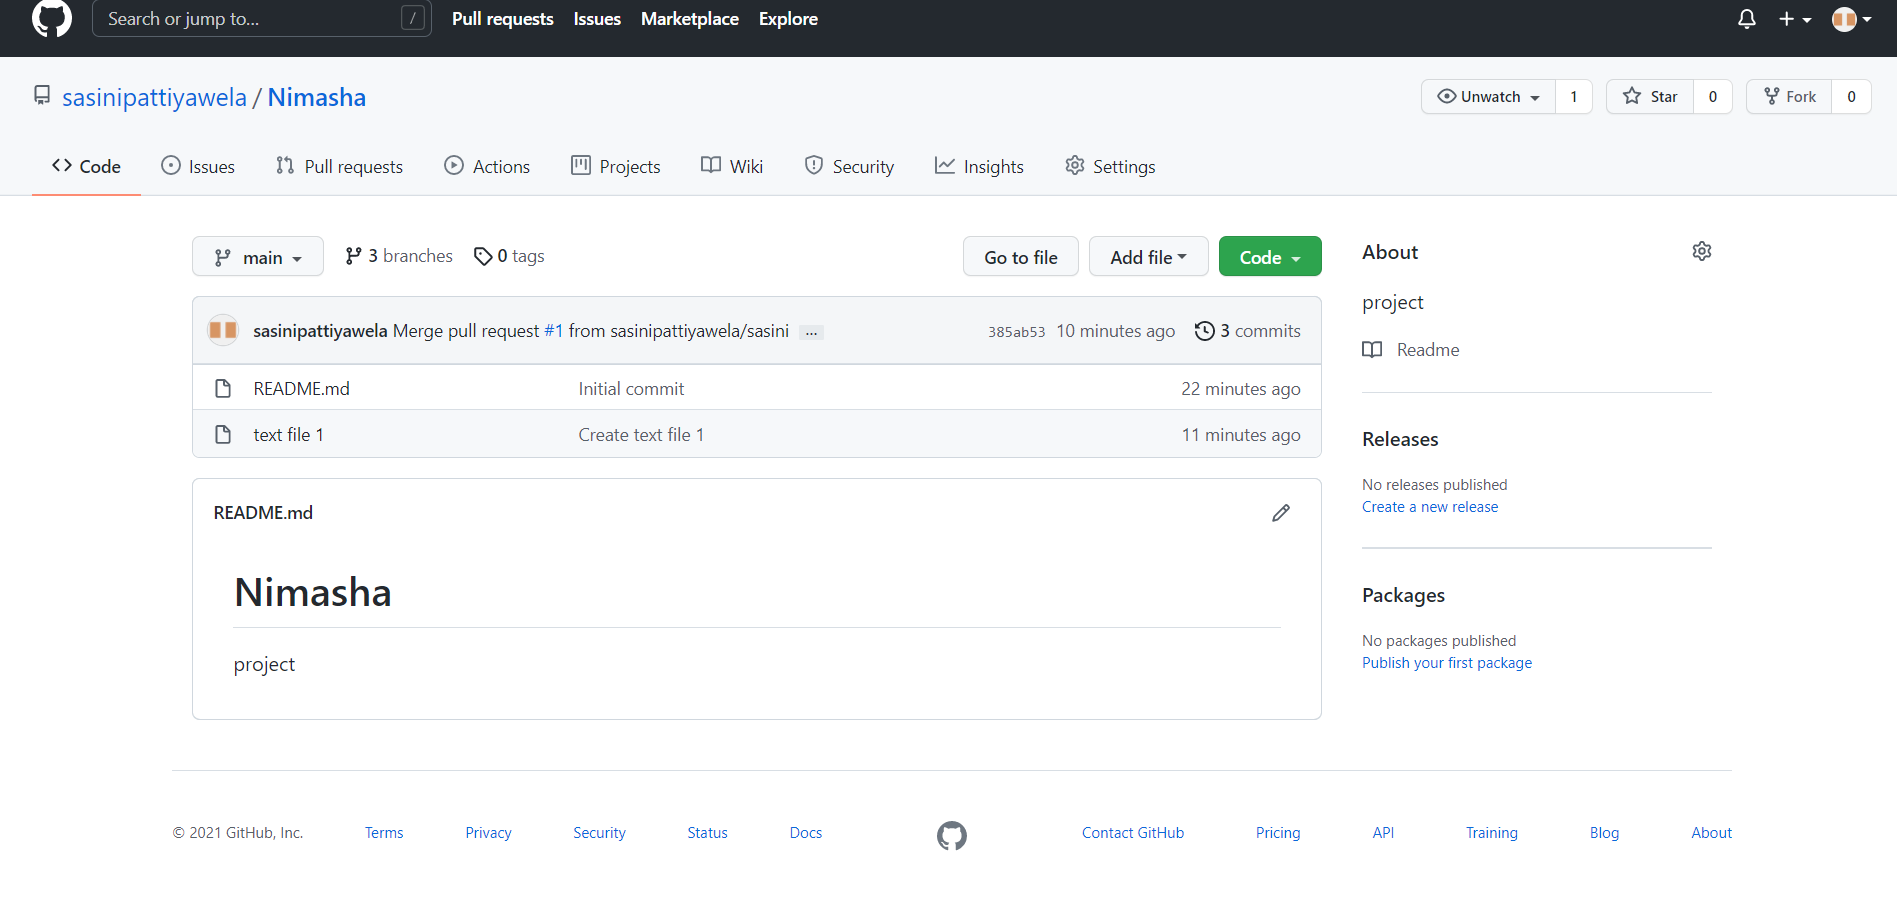 Search or jump to... /
Pull requests Issues Marketplace Explore
sasinipattiyawela / Nimasha
Unwatch 1 Star 0 Fork 0
Code Issues Pull requests Actions Projects Wiki Security Insights Settings
main 3 branches 0 tags
Go to file Add file Code
sasinipattiyawela Merge pull request #1 from sasinipattiyawela/sasini ... 385ab53 10 minutes ago 3 commits
README.md Initial commit 22 minutes ago
text file 1 Create text file 1 11 minutes ago
README.md
Nimasha
project
About
project
Readme
Releases
No releases published
Create a new release
Packages
No packages published
Publish your first package
© 2021 GitHub, Inc. Terms Privacy Security Status Docs Contact GitHub Pricing API Training Blog About